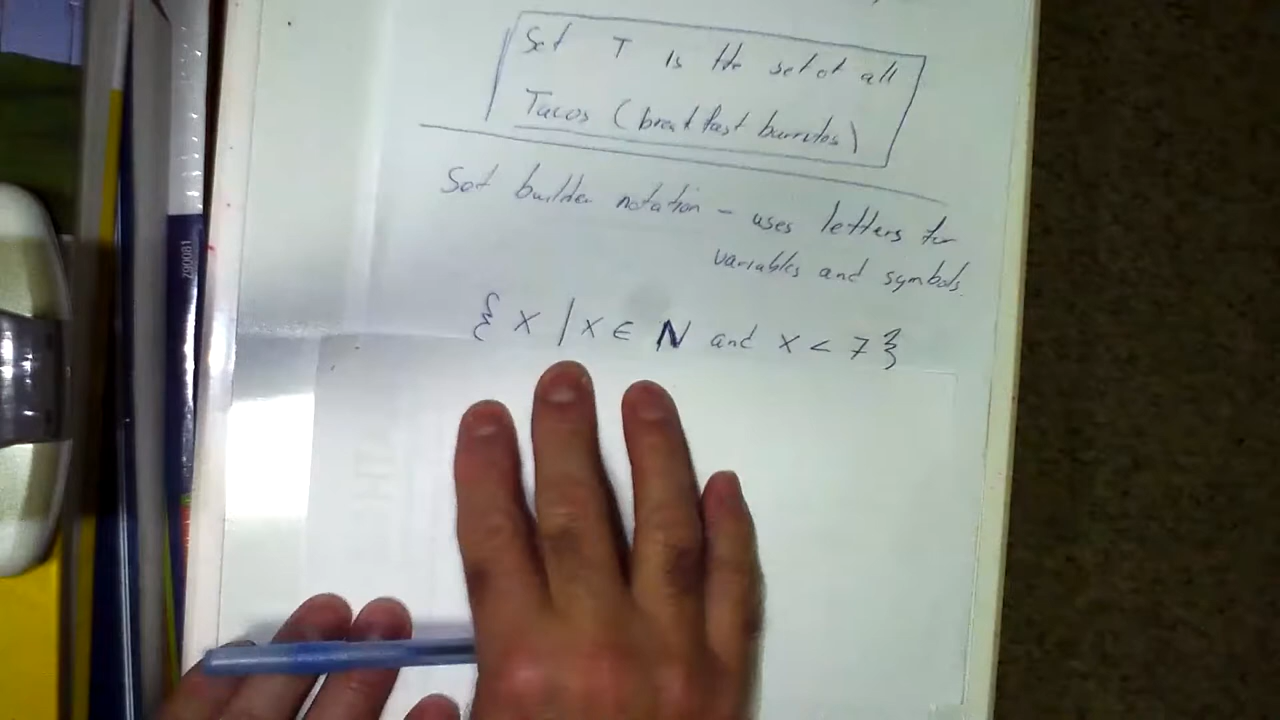 Set T is the set of all
Tacos (breakfast burritos)
Set builder notation - uses letters for
variables and symbols.
{ x | x ∈ N and x < 7 }
790081